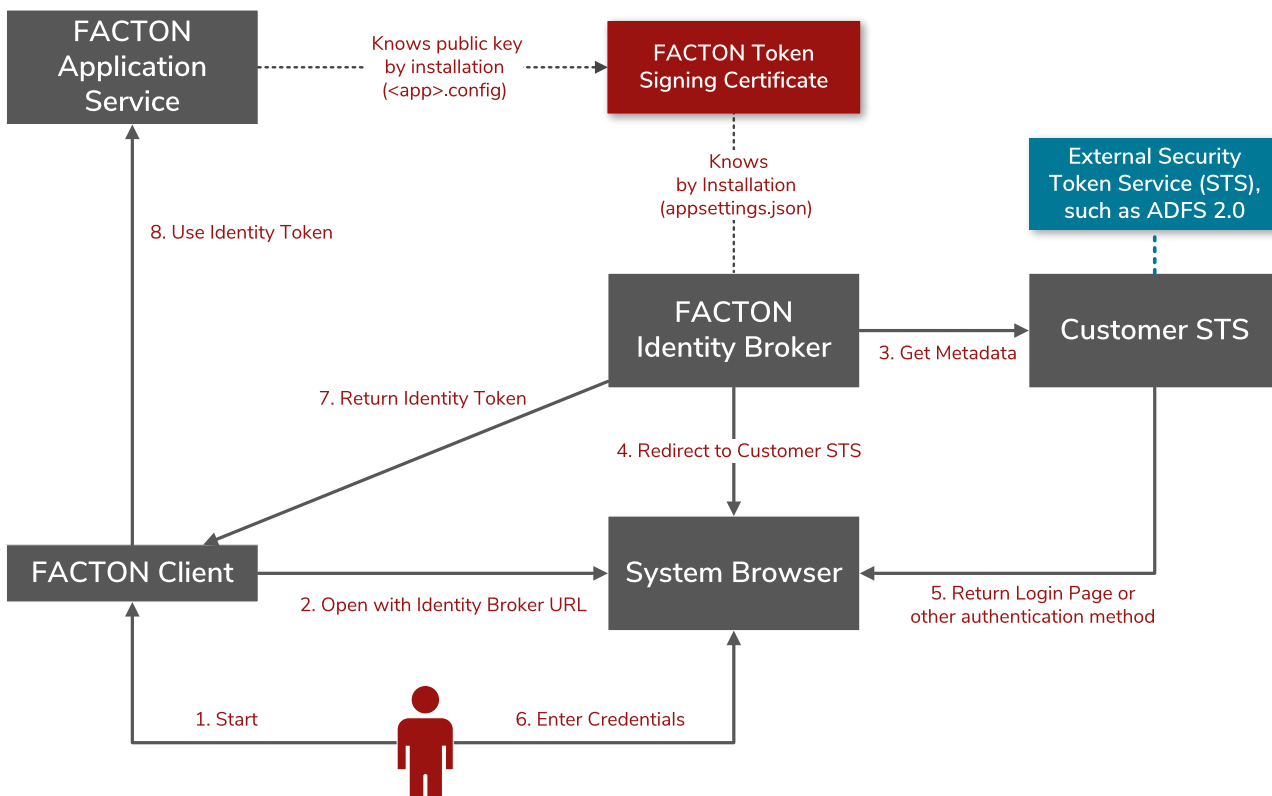 FACTON
Application
Service
Knows public key
by installation
(<app>.config)
FACTON Token
Signing Certificate
Knows
by Installation
(appsettings.json)
External Security
Token Service (STS),
such as ADFS 2.0
8. Use Identity Token
FACTON
Identity Broker
3. Get Metadata
Customer STS
7. Return Identity Token
4. Redirect to Customer STS
FACTON Client
2. Open with Identity Broker URL
System Browser
5. Return Login Page or
other authentication method
1. Start
6. Enter Credentials